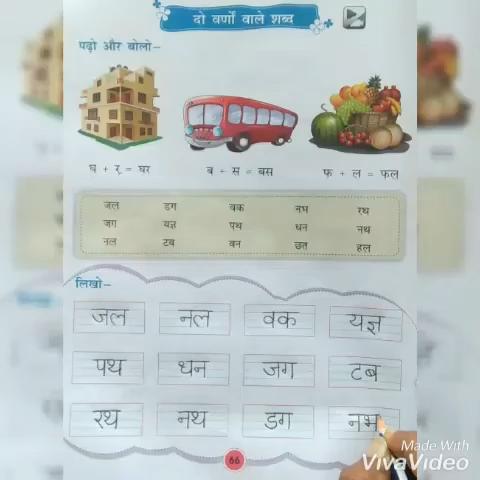 दो वर्णों वाले शब्द
पढ़ो और बोलो-
घ + र = घर ब + स = बस फ + ल = फल
जल डग वक नभ रथ
जग यज्ञ पथ धन नथ
नल टब वन छत हल
लिखो-
जल नल वक यज्ञ
पथ धन जग टब
रथ नथ डग नभ
66
Made With
VivaVideo